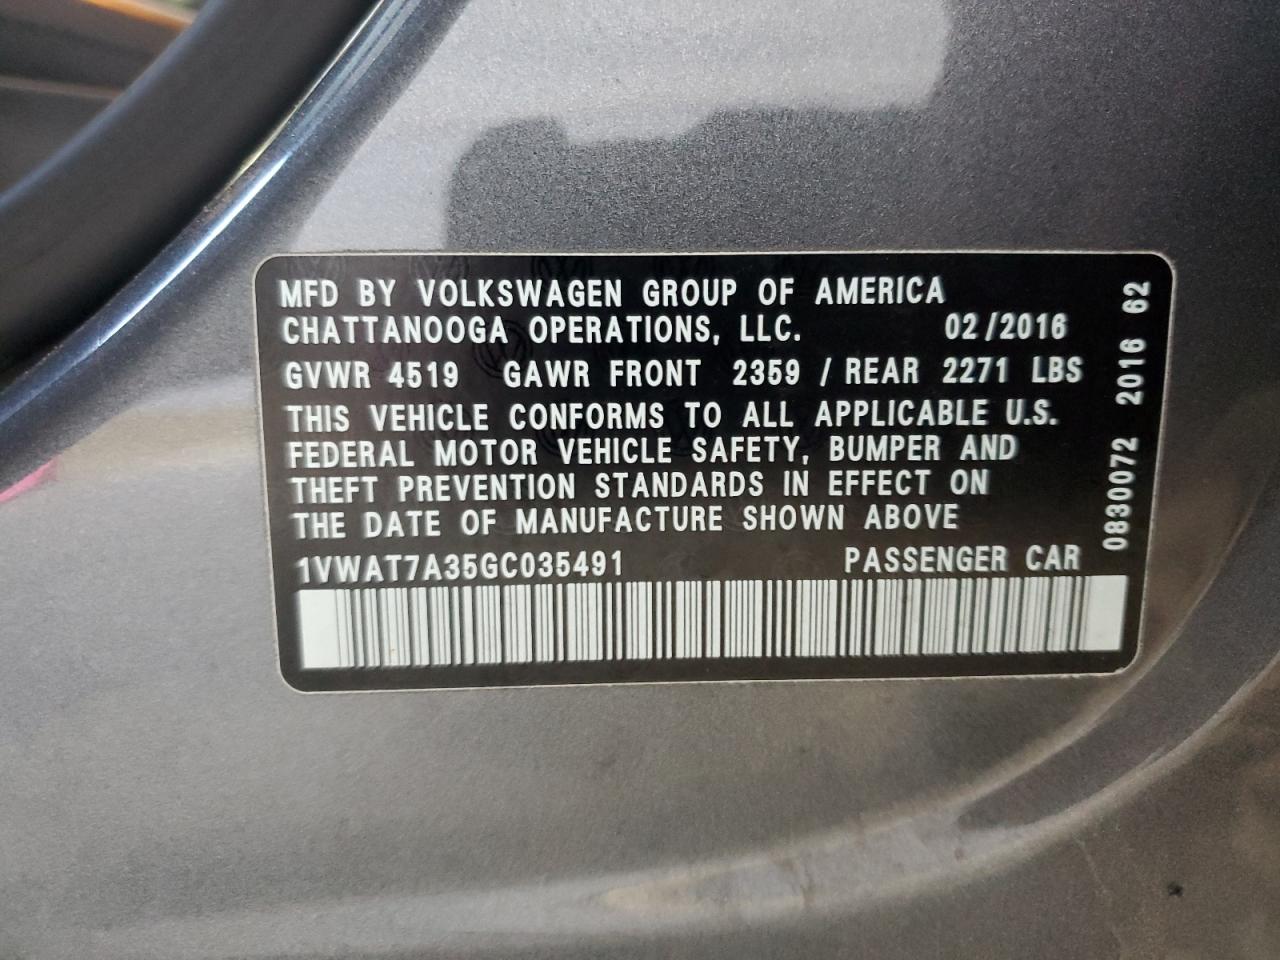 MFD BY VOLKSWAGEN GROUP OF AMERICA
CHATTANOOGA OPERATIONS, LLC. 02/2016
GVWR 4519 GAWR FRONT 2359 / REAR 2271 LBS
THIS VEHICLE CONFORMS TO ALL APPLICABLE U.S.
FEDERAL MOTOR VEHICLE SAFETY, BUMPER AND
THEFT PREVENTION STANDARDS IN EFFECT ON
THE DATE OF MANUFACTURE SHOWN ABOVE
1VWAT7A35GC035491 PASSENGER CAR
0830072 2016 62